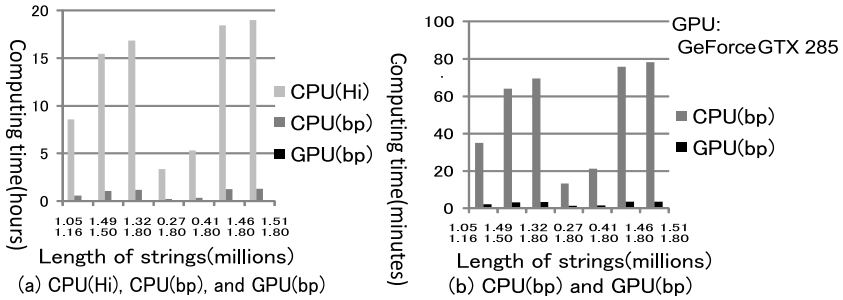 20
15
10
5
0
Computing time(hours)
CPU(Hi)
CPU(bp)
GPU(bp)
1.05 1.49 1.32 0.27 0.41 1.46 1.51
1.16 1.50 1.80 1.80 1.80 1.80 1.80
Length of strings(millions)
(a) CPU(Hi), CPU(bp), and GPU(bp)
100
80
60
40
20
0
Computing time(minutes)
GPU:
GeForce GTX 285
CPU(bp)
GPU(bp)
1.05 1.49 1.32 0.27 0.41 1.46 1.51
1.16 1.50 1.80 1.80 1.80 1.80 1.80
Length of strings(millions)
(b) CPU(bp) and GPU(bp)